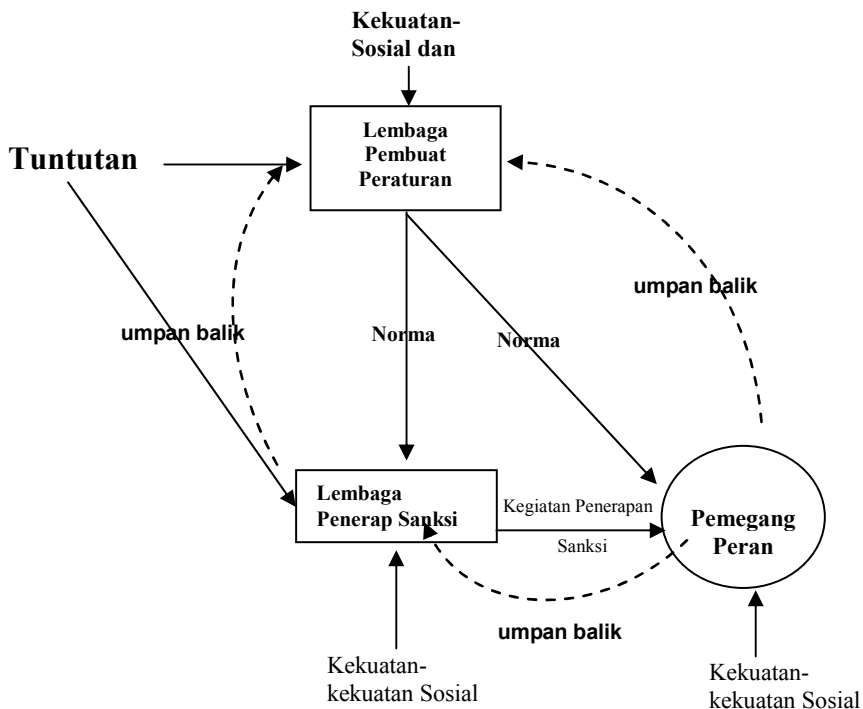 Kekuatan-
Sosial dan
Lembaga
Pembuat
Peraturan
Tuntutan
umpan balik
umpan balik
Norma
Norma
Lembaga
Penerap Sanksi
Kegiatan Penerapan
Sanksi
Pemegang
Peran
umpan balik
Kekuatan-
kekuatan Sosial
Kekuatan-
kekuatan Sosial